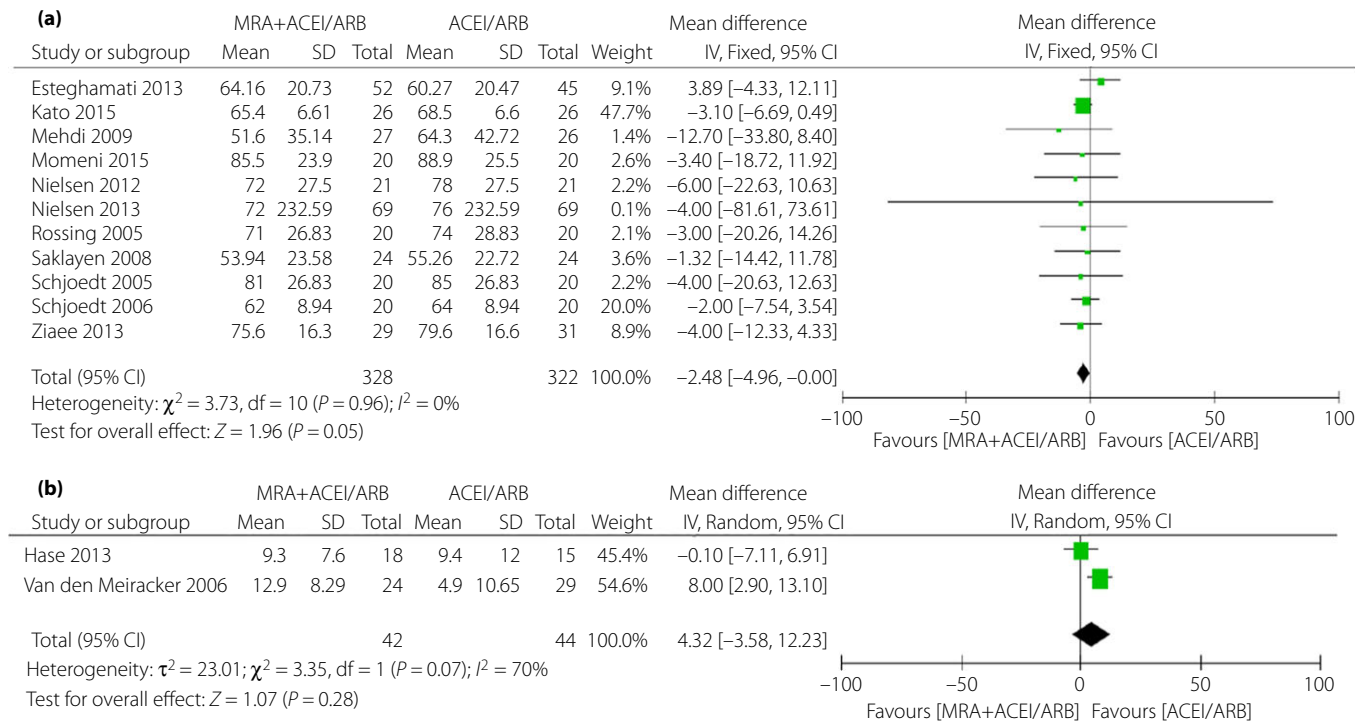 (a)
MRA+ACEI/ARB ACEI/ARB Mean difference Mean difference
Study or subgroup Mean SD Total Mean SD Total Weight IV, Fixed, 95% CI IV, Fixed, 95% CI
Esteghamati 2013 64.16 20.73 52 60.27 20.47 45 9.1% 3.89 [−4.33, 12.11]
Kato 2015 65.4 6.61 26 68.5 6.6 26 47.7% −3.10 [−6.69, 0.49]
Mehdi 2009 51.6 35.14 27 64.3 42.72 26 1.4% −12.70 [−33.80, 8.40]
Momeni 2015 85.5 23.9 20 88.9 25.5 20 2.6% −3.40 [−18.72, 11.92]
Nielsen 2012 72 27.5 21 78 27.5 21 2.2% −6.00 [−22.63, 10.63]
Nielsen 2013 72 232.59 69 76 232.59 69 0.1% −4.00 [−81.61, 73.61]
Rossing 2005 71 26.83 20 74 28.83 20 2.1% −3.00 [−20.26, 14.26]
Saklayen 2008 53.94 23.58 24 55.26 22.72 24 3.6% −1.32 [−14.42, 11.78]
Schjoedt 2005 81 26.83 20 85 26.83 20 2.2% −4.00 [−20.63, 12.63]
Schjoedt 2006 62 8.94 20 64 8.94 20 20.0% −2.00 [−7.54, 3.54]
Ziaee 2013 75.6 16.3 29 79.6 16.6 31 8.9% −4.00 [−12.33, 4.33]
Total (95% CI) 328 322 100.0% −2.48 [−4.96, −0.00]
Heterogeneity: χ² = 3.73, df = 10 (P = 0.96); I² = 0%
Test for overall effect: Z = 1.96 (P = 0.05)
−100 −50 0 50 100
Favours [MRA+ACEI/ARB] Favours [ACEI/ARB]
(b)
MRA+ACEI/ARB ACEI/ARB Mean difference Mean difference
Study or subgroup Mean SD Total Mean SD Total Weight IV, Random, 95% CI IV, Random, 95% CI
Hase 2013 9.3 7.6 18 9.4 12 15 45.4% −0.10 [−7.11, 6.91]
Van den Meiracker 2006 12.9 8.29 24 4.9 10.65 29 54.6% 8.00 [2.90, 13.10]
Total (95% CI) 42 44 100.0% 4.32 [−3.58, 12.23]
Heterogeneity: τ² = 23.01; χ² = 3.35, df = 1 (P = 0.07); I² = 70%
Test for overall effect: Z = 1.07 (P = 0.28)
−100 −50 0 50 100
Favours [MRA+ACEI/ARB] Favours [ACEI/ARB]